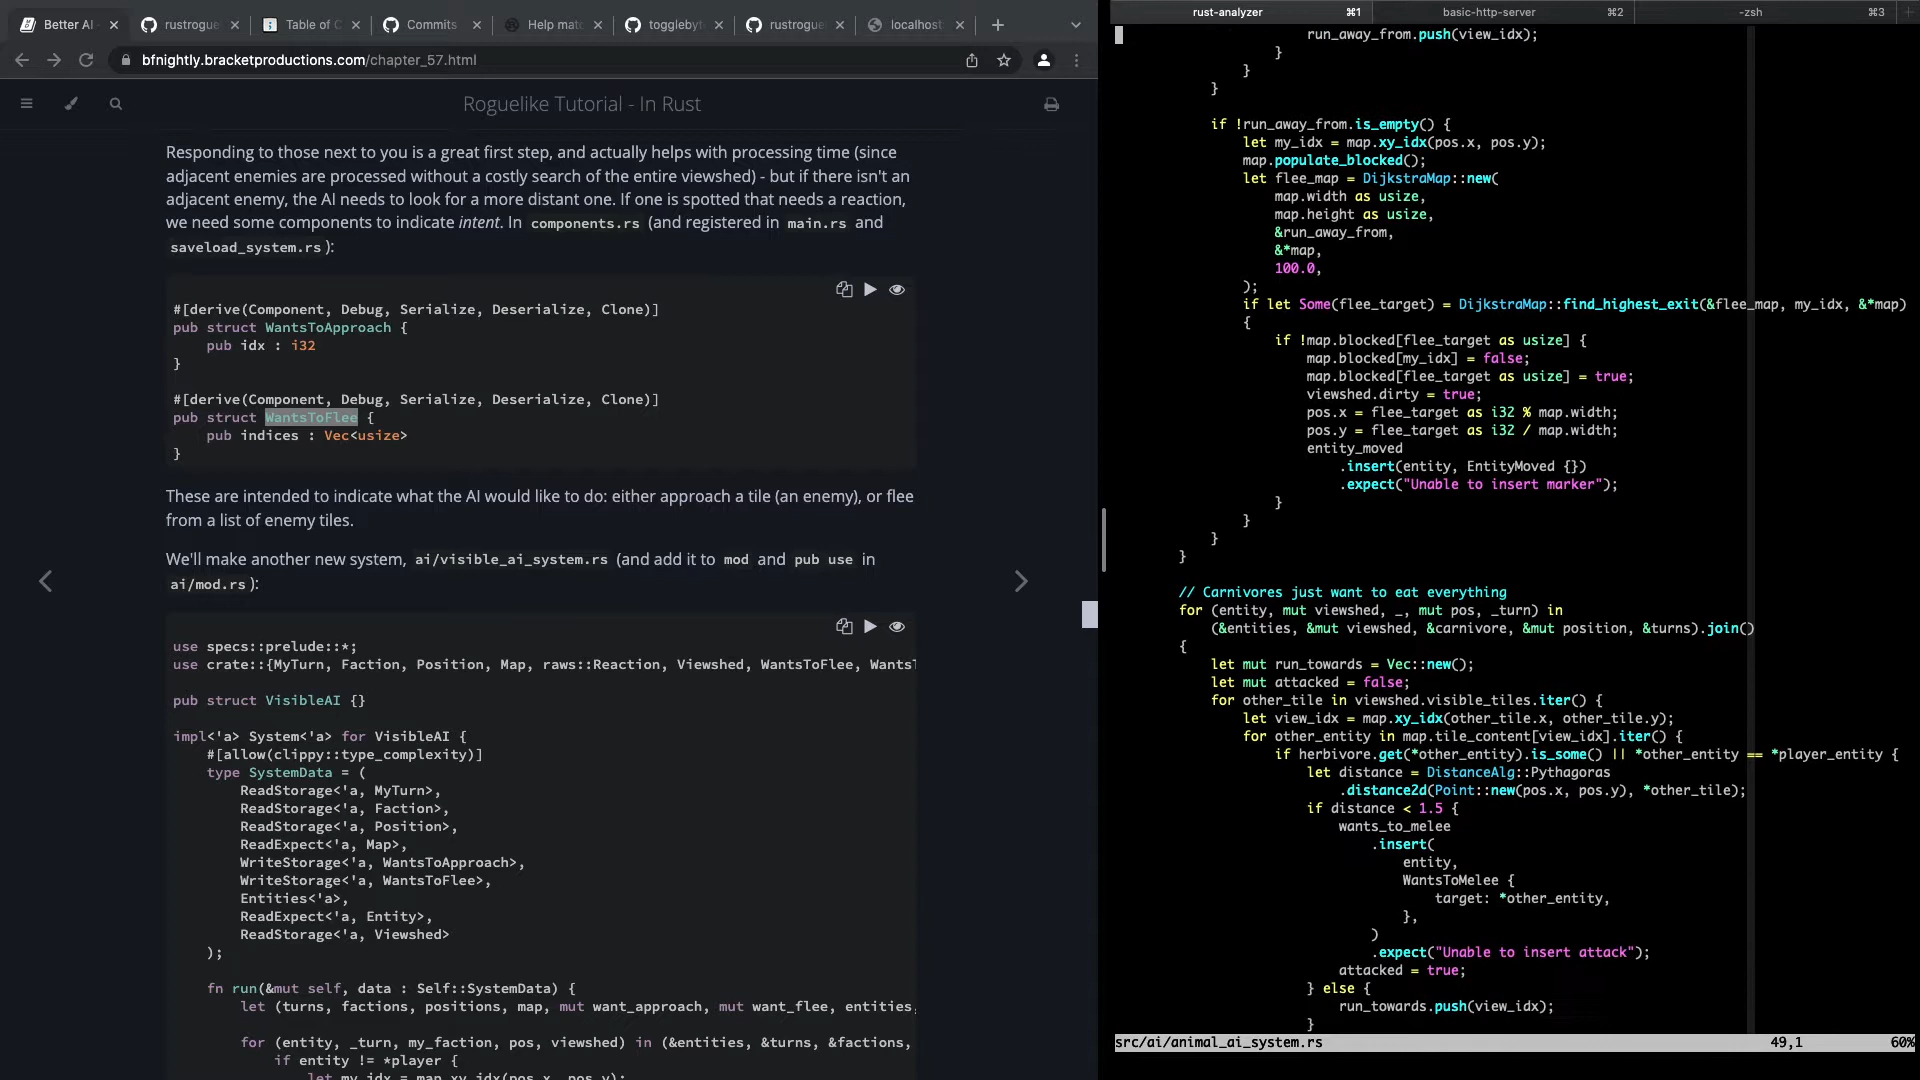 Better AI
rustrogue
Table of C
Commits
Help mat
togglebyt
rustrogue
localhost
bfnightly.bracketproductions.com/chapter_57.html
Roguelike Tutorial - In Rust
Responding to those next to you is a great first step, and actually helps with processing time (since
adjacent enemies are processed without a costly search of the entire viewshed) - but if there isn't an
adjacent enemy, the AI needs to look for a more distant one. If one is spotted that needs a reaction,
we need some components to indicate intent. In components.rs (and registered in main.rs and
saveload_system.rs ):
#[derive(Component, Debug, Serialize, Deserialize, Clone)]
pub struct WantsToApproach {
pub idx : i32
}
#[derive(Component, Debug, Serialize, Deserialize, Clone)]
pub struct WantsToFlee {
pub indices : Vec<usize>
}
These are intended to indicate what the AI would like to do: either approach a tile (an enemy), or flee
from a list of enemy tiles.
We'll make another new system, ai/visible_ai_system.rs (and add it to mod and pub use in
ai/mod.rs ):
use specs::prelude::*;
use crate::{MyTurn, Faction, Position, Map, raws::Reaction, Viewshed, WantsToFlee, WantsT
pub struct VisibleAI {}
impl<'a> System<'a> for VisibleAI {
#[allow(clippy::type_complexity)]
type SystemData = (
ReadStorage<'a, MyTurn>,
ReadStorage<'a, Faction>,
ReadStorage<'a, Position>,
ReadExpect<'a, Map>,
WriteStorage<'a, WantsToApproach>,
WriteStorage<'a, WantsToFlee>,
Entities<'a>,
ReadExpect<'a, Entity>,
ReadStorage<'a, Viewshed>
);
fn run(&mut self, data : Self::SystemData) {
let (turns, factions, positions, map, mut want_approach, mut want_flee, entities,
for (entity, _turn, my_faction, pos, viewshed) in (&entities, &turns, &factions,
if entity != *player {
let my_idx = map.xy_idx(pos.x, pos.y);
rust-analyzer ⌘1
basic-http-server ⌘2
-zsh ⌘3
run_away_from.push(view_idx);
}
}
}
if !run_away_from.is_empty() {
let my_idx = map.xy_idx(pos.x, pos.y);
map.populate_blocked();
let flee_map = DijkstraMap::new(
map.width as usize,
map.height as usize,
&run_away_from,
&*map,
100.0,
);
if let Some(flee_target) = DijkstraMap::find_highest_exit(&flee_map, my_idx, &*map)
{
if !map.blocked[flee_target as usize] {
map.blocked[my_idx] = false;
map.blocked[flee_target as usize] = true;
viewshed.dirty = true;
pos.x = flee_target as i32 % map.width;
pos.y = flee_target as i32 / map.width;
entity_moved
.insert(entity, EntityMoved {})
.expect("Unable to insert marker");
}
}
}
}
// Carnivores just want to eat everything
for (entity, mut viewshed, _, mut pos, _turn) in
(&entities, &mut viewshed, &carnivore, &mut position, &turns).join()
{
let mut run_towards = Vec::new();
let mut attacked = false;
for other_tile in viewshed.visible_tiles.iter() {
let view_idx = map.xy_idx(other_tile.x, other_tile.y);
for other_entity in map.tile_content[view_idx].iter() {
if herbivore.get(*other_entity).is_some() || *other_entity == *player_entity {
let distance = DistanceAlg::Pythagoras
.distance2d(Point::new(pos.x, pos.y), *other_tile);
if distance < 1.5 {
wants_to_melee
.insert(
entity,
WantsToMelee {
target: *other_entity,
},
)
.expect("Unable to insert attack");
attacked = true;
} else {
run_towards.push(view_idx);
}
src/ai/animal_ai_system.rs 49,1 60%